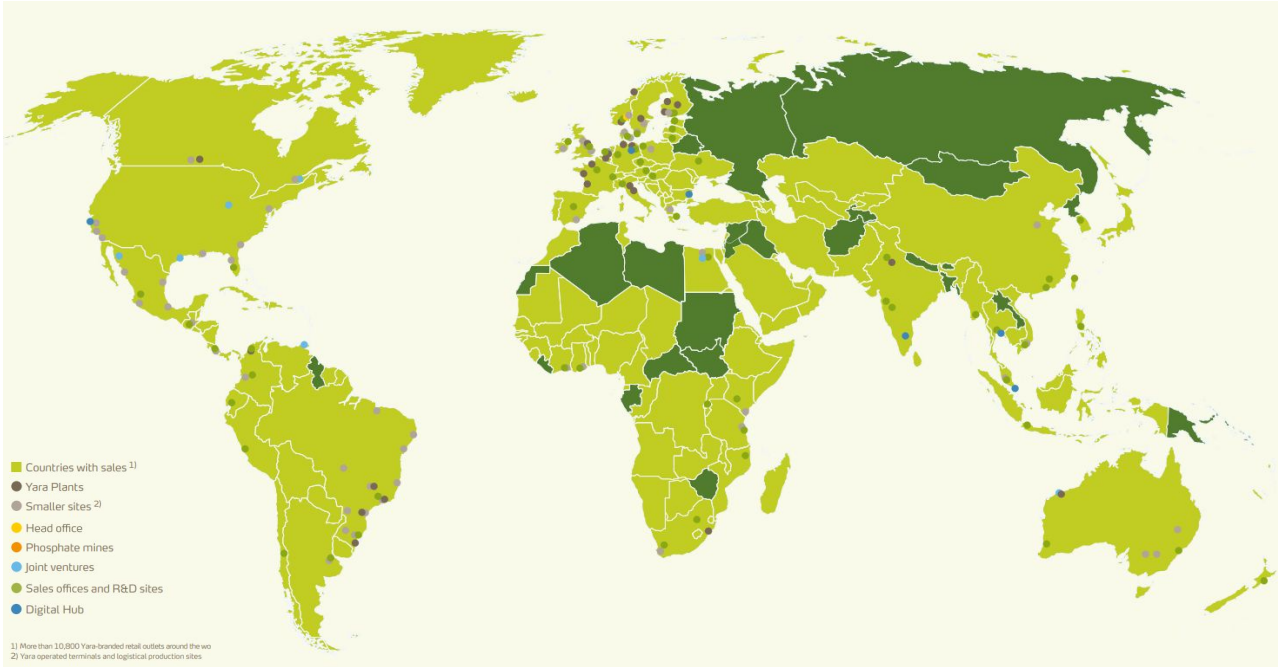 Countries with sales 1)
Yara Plants
Smaller sites 2)
Head office
Phosphate mines
Joint ventures
Sales offices and R&D sites
Digital Hub
1) More than 10,800 Yara-branded retail outlets around the wo
2) Yara operated terminals and logistical production sites